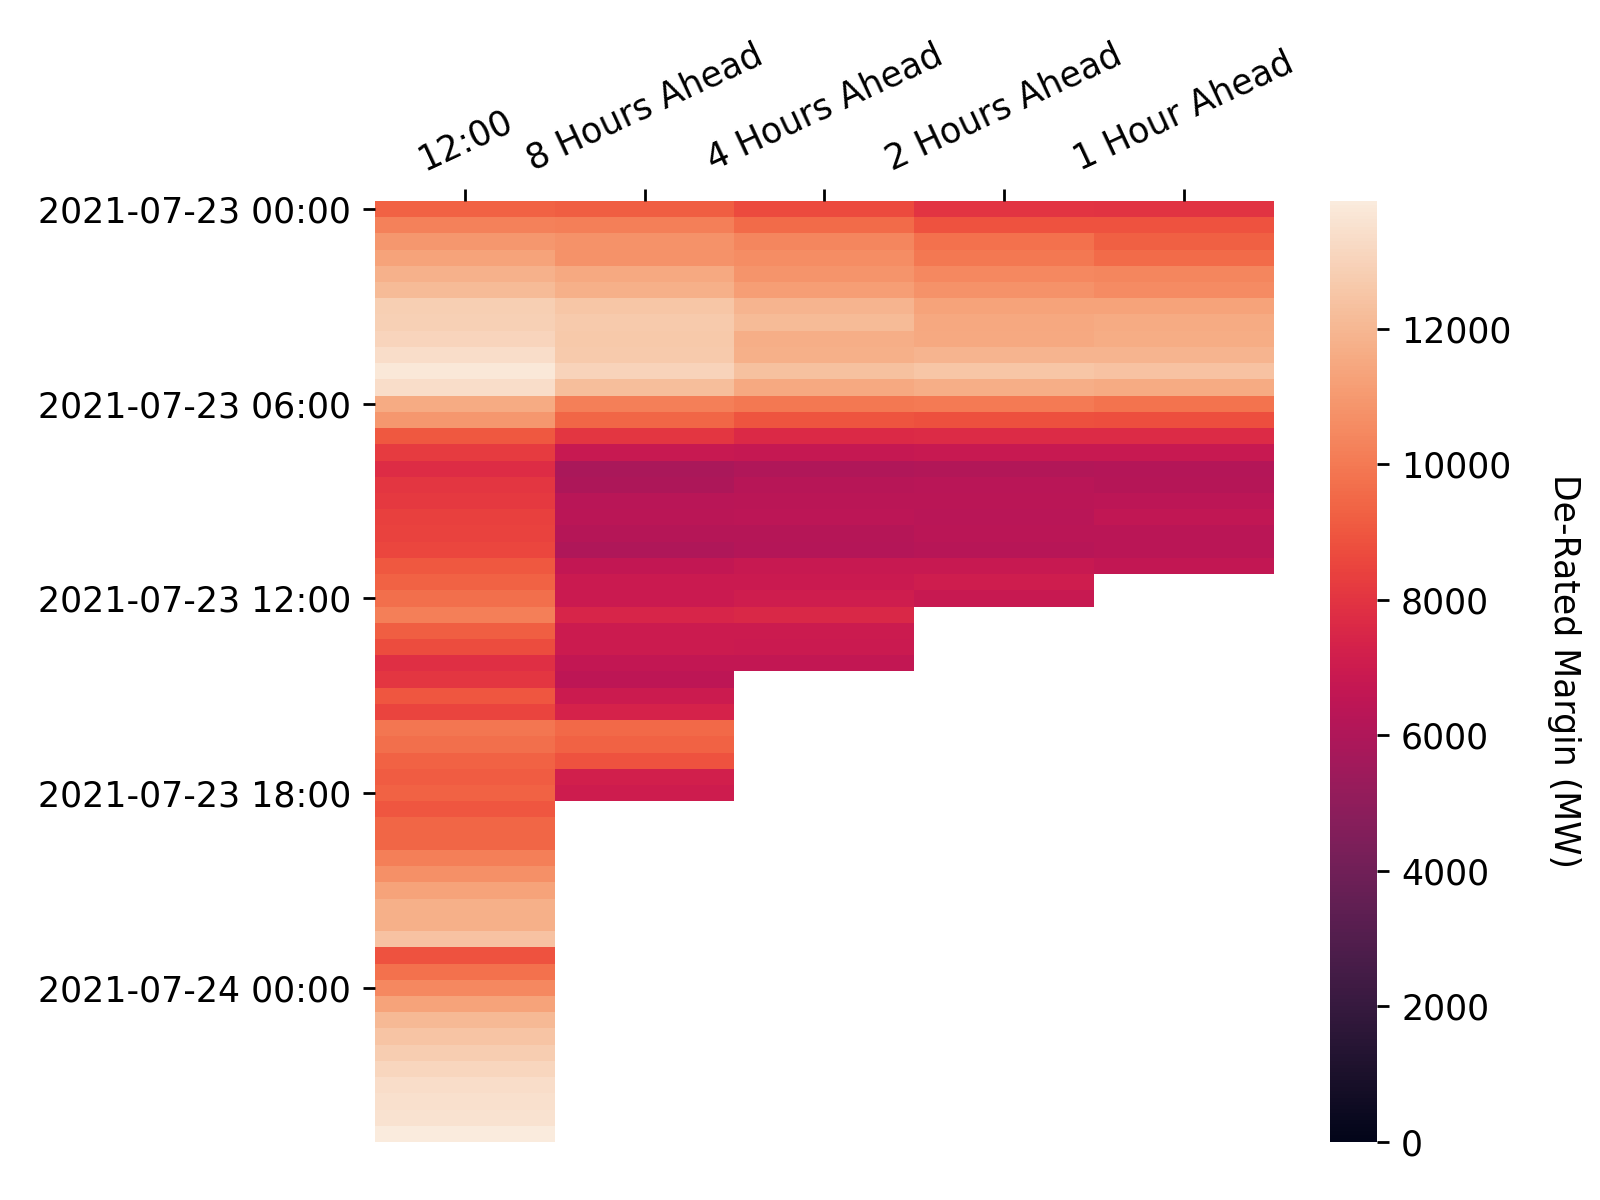 12:00
8 Hours Ahead
4 Hours Ahead
2 Hours Ahead
1 Hour Ahead
2021-07-23 00:00
2021-07-23 06:00
2021-07-23 12:00
2021-07-23 18:00
2021-07-24 00:00
12000
10000
8000
6000
4000
2000
0
De-Rated Margin (MW)